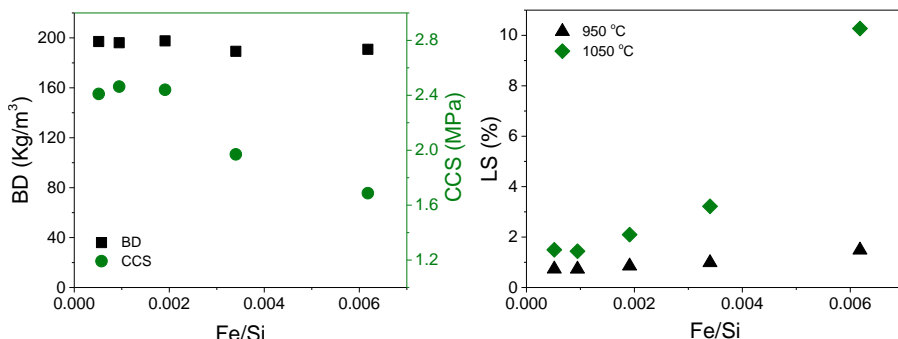 200
160
120
80
40
0
BD (Kg/m³)
BD
CCS
2.8
2.4
2.0
1.6
1.2
CCS (MPa)
0.000
0.002
0.004
0.006
Fe/Si
10
8
6
4
2
0
LS (%)
950 °C
1050 °C
0.000
0.002
0.004
0.006
Fe/Si